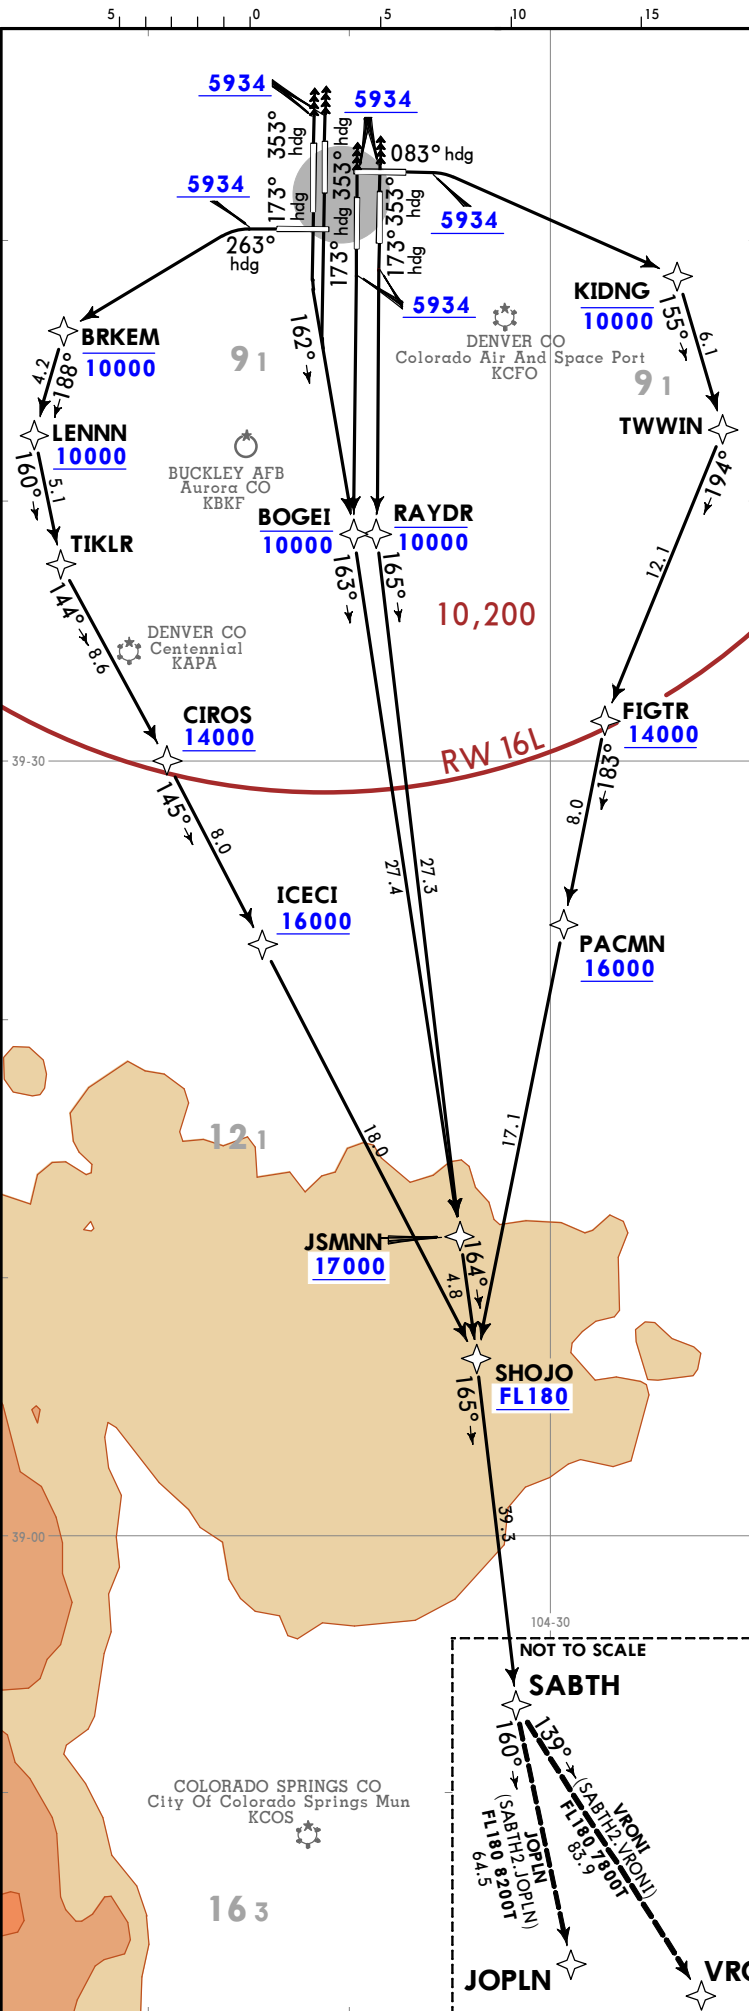 5
0
5
10
15
5934
5934
353°
hdg
353°
hdg
353°
hdg
083° hdg
5934
173°
hdg
173°
hdg
173°
hdg
5934
263°
hdg
5934
KIDNG
10000
155°
6.1
BRKEM
10000
162°
9 1
DENVER CO
Colorado Air And Space Port
KCFO
9 1
4.2
188°
LENNN
10000
TWWIN
194°
160°
5.1
BUCKLEY AFB
Aurora CO
KBKF
BOGEI
10000
RAYDR
10000
TIKLR
163°
165°
12.1
144°
8.6
DENVER CO
Centennial
KAPA
10,200
CIROS
14000
FIGTR
14000
RW 16L
39-30
183°
145°
8.0
8.0
27.4
27.3
ICECI
16000
PACMN
16000
12 1
18.0
17.1
JSMNN
17000
164°
4.8
SHOJO
FL180
165°
39.3
39-00
104-30
NOT TO SCALE
SABTH
160°
139°
COLORADO SPRINGS CO
City Of Colorado Springs Mun
KCOS
JOPLN
(SABTH2.JOPLN)
FL180 8200T
64.5
VRONI
(SABTH2.VRONI)
FL180 7800T
83.9
16 3
JOPLN
VRO